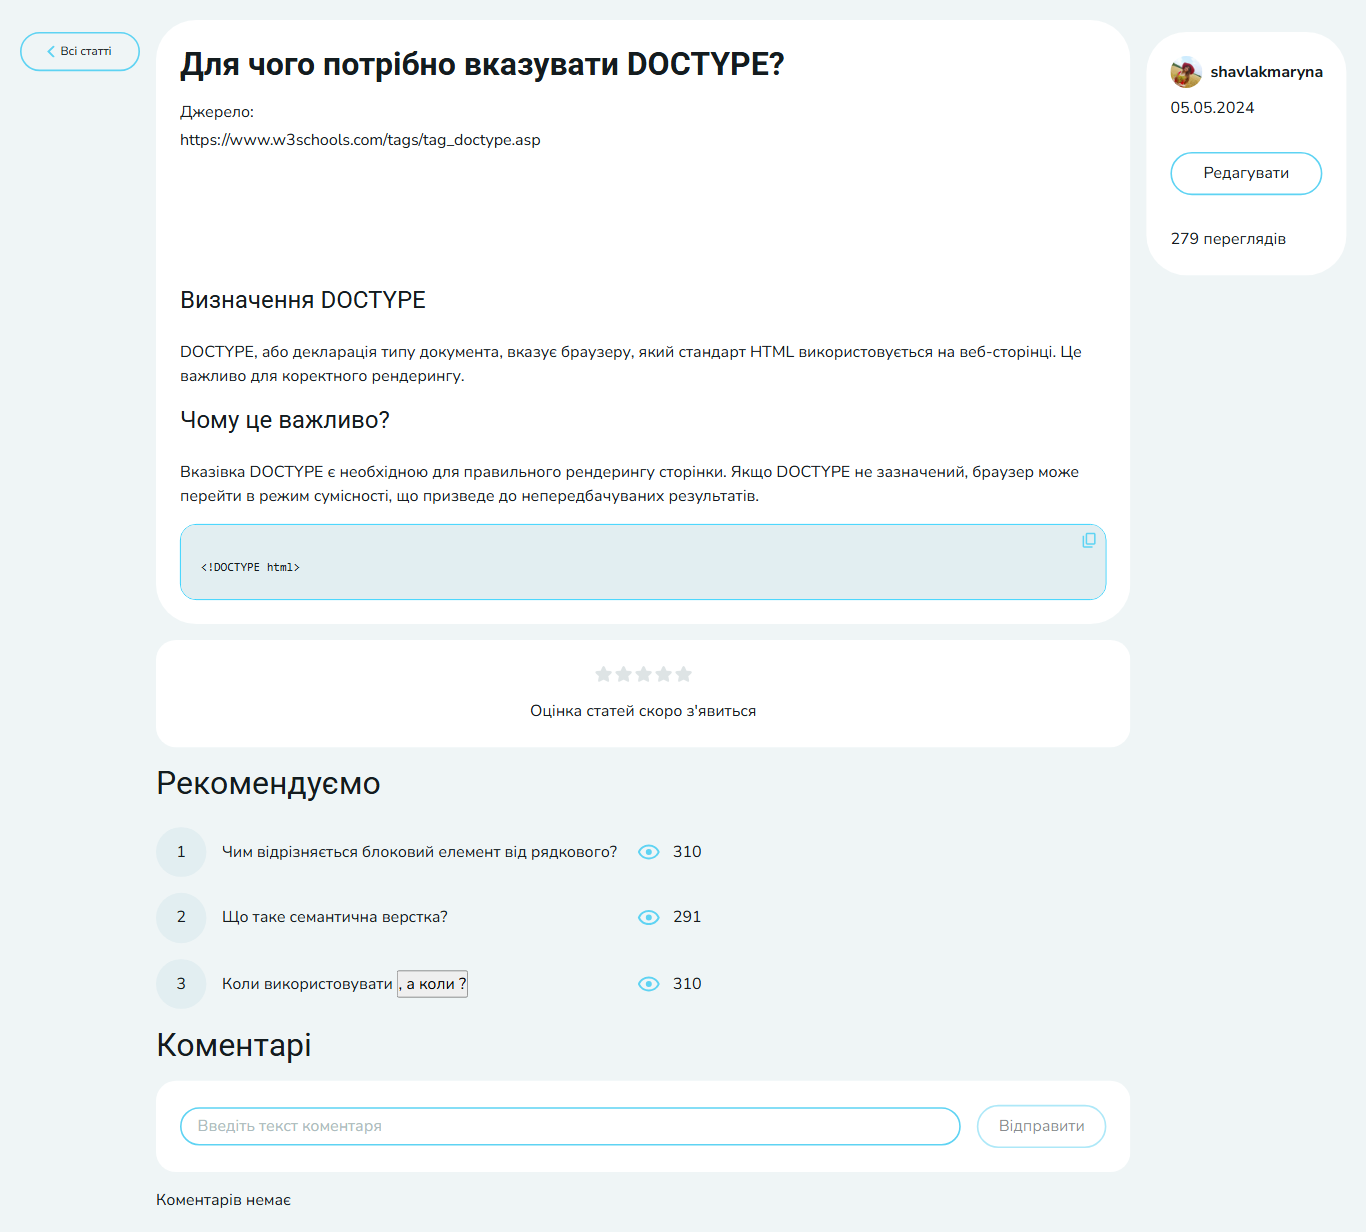 Всі статті
Для чого потрібно вказувати DOCTYPE?
Джерело:
https://www.w3schools.com/tags/tag_doctype.asp
shavlakmaryna
05.05.2024
Редагувати
279 переглядів
Визначення DOCTYPE
DOCTYPE, або декларація типу документа, вказує браузеру, який стандарт HTML використовується на веб-сторінці. Це
важливо для коректного рендерингу.
Чому це важливо?
Вказівка DOCTYPE є необхідною для правильного рендерингу сторінки. Якщо DOCTYPE не зазначений, браузер може
перейти в режим сумісності, що призведе до непередбачуваних результатів.
<!DOCTYPE html>
Оцінка статей скоро з'явиться
Рекомендуємо
1 Чим відрізняється блоковий елемент від рядкового? 310
2 Що таке семантична верстка? 291
3 Коли використовувати , а коли ? 310
Коментарі
Введіть текст коментаря
Відправити
Коментарів немає